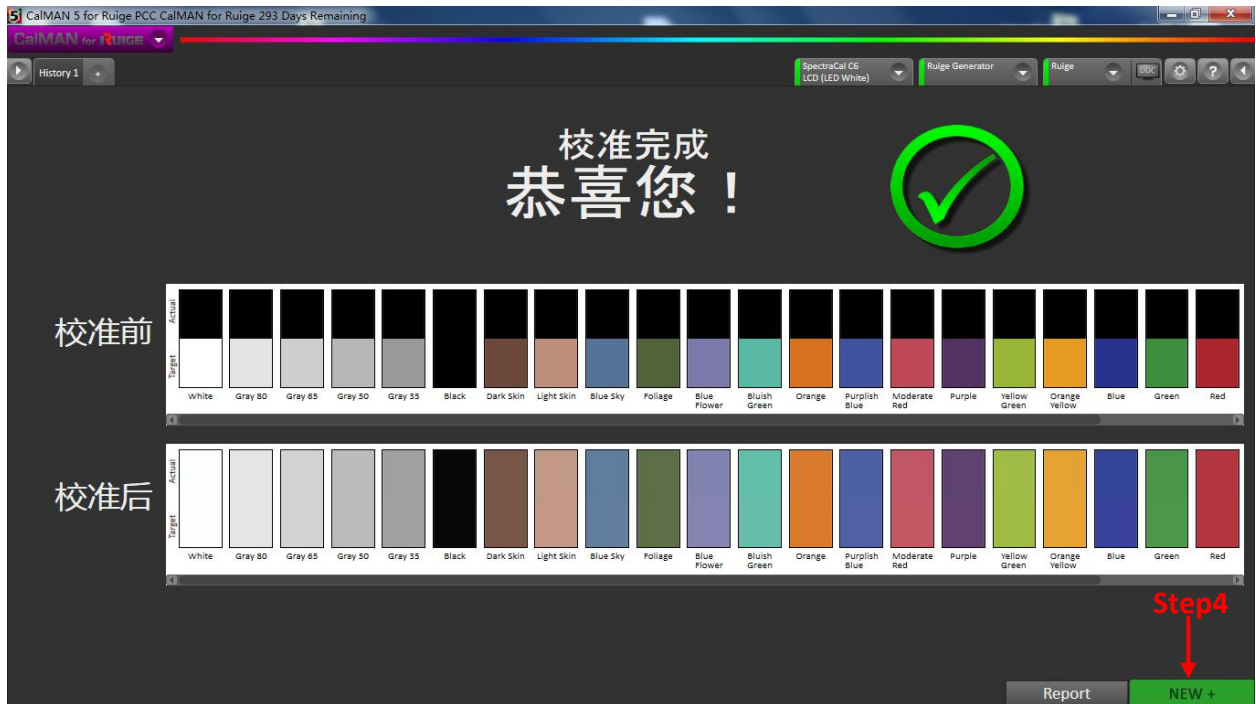 CalMAN 5 for Ruige PCC CalMAN for Ruige 293 Days Remaining
CalMAN for RUIGE
History 1
SpectraCal C6
LCD (LED White)
Ruige Generator
Ruige
DDC
校准完成
恭喜您！
校准前
Actual
Target
White Gray 80 Gray 65 Gray 50 Gray 35 Black Dark Skin Light Skin Blue Sky Foliage Blue Flower Bluish Green Orange Purplish Blue Moderate Red Purple Yellow Green Orange Yellow Blue Green Red
校准后
Actual
Target
White Gray 80 Gray 65 Gray 50 Gray 35 Black Dark Skin Light Skin Blue Sky Foliage Blue Flower Bluish Green Orange Purplish Blue Moderate Red Purple Yellow Green Orange Yellow Blue Green Red
Step4
Report
NEW +